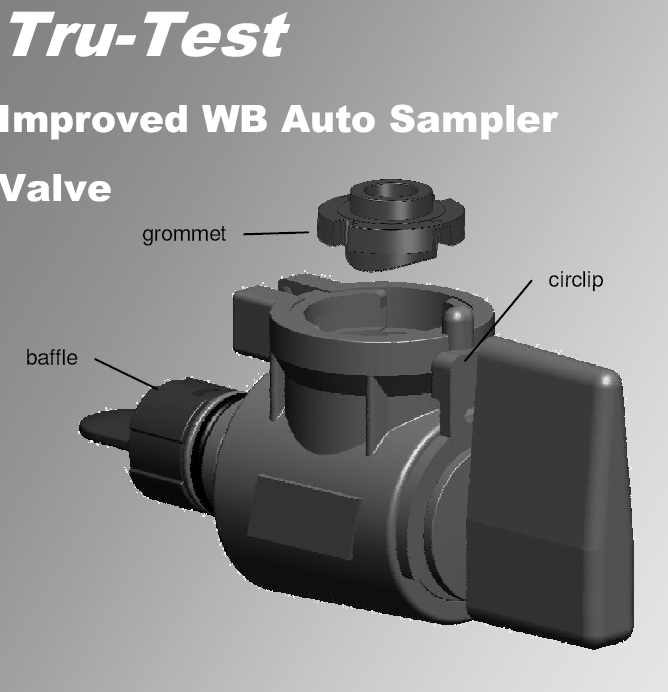 Tru-Test
Improved WB Auto Sampler
Valve
grommet
circlip
baffle